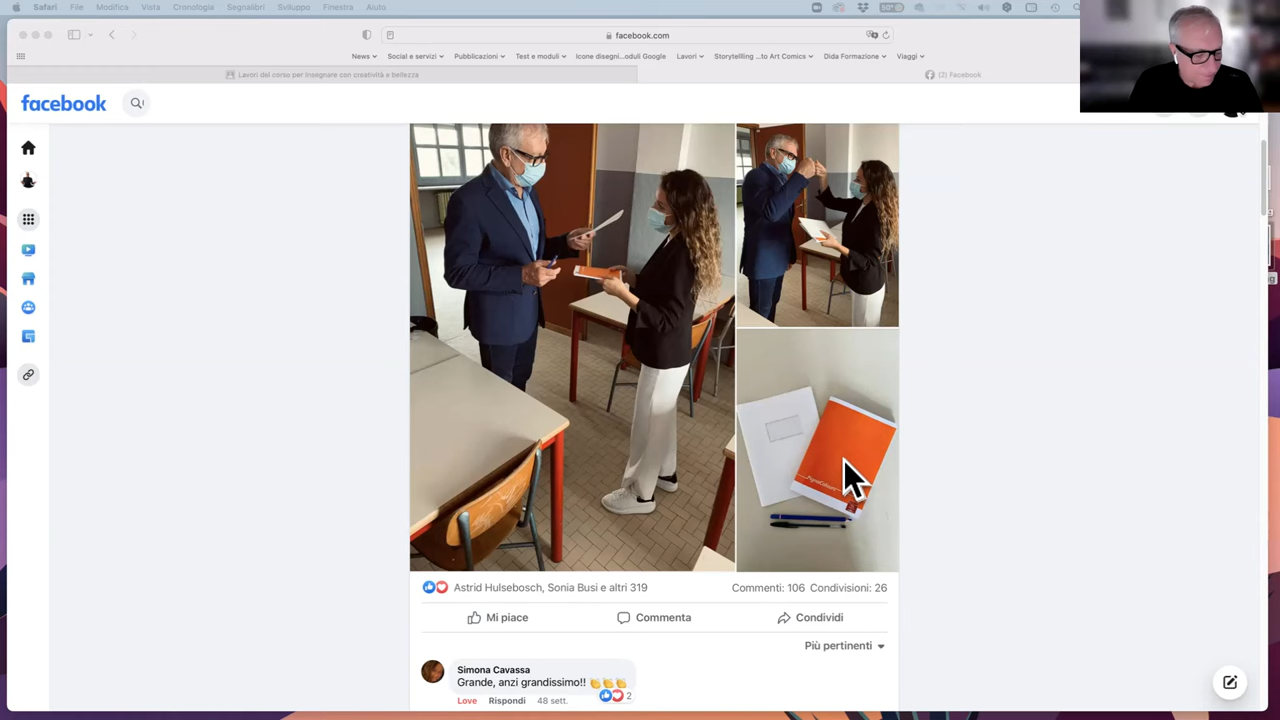 Safari File Modifica Vista Cronologia Segnalibri Sviluppo Finestra Aiuto
facebook.com
News Social e servizi Pubblicazioni Test e moduli Icone disegni...oduli Google Lavori Storytelling ...to Art Comics Dida Formazione Viaggi
Lavori del corso per Insegnare con creatività e bellezza
(2) Facebook
facebook
Astrid Hulsebosch, Sonia Busi e altri 319
Commenti: 106 Condivisioni: 26
Mi piace
Commenta
Condividi
Più pertinenti
Simona Cavassa
Grande, anzi grandissimo!! 👏👏👏
2
Love Rispondi 48 sett.